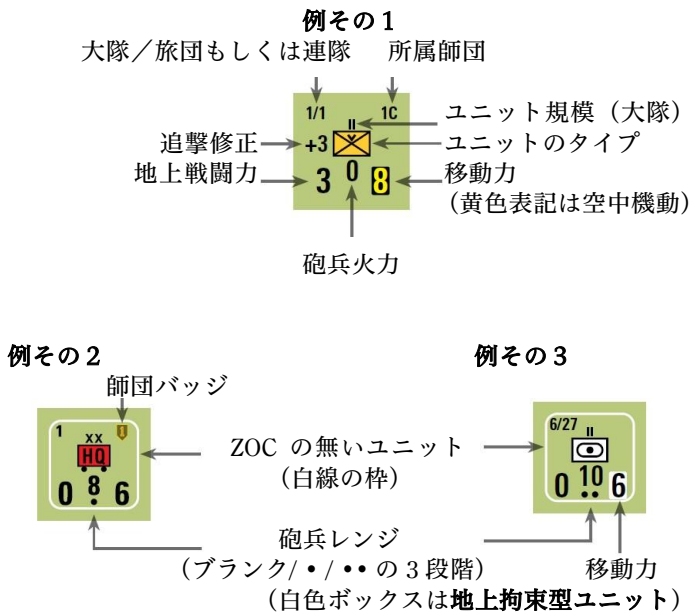 例その１
大隊／旅団もしくは連隊　所属師団
1/1 1C
II
ユニット規模（大隊）
追撃修正
+3
ユニットのタイプ
地上戦闘力
3 0 8
移動力
（黄色表記は空中機動）
砲兵火力
例その２
例その３
師団バッジ
1 XX
HQ
0 8 6
•
ZOC の無いユニット
（白線の枠）
6/27 II
0 10 6
••
砲兵レンジ
（ブランク/ • / •• の 3 段階）
移動力
（白色ボックスは地上拘束型ユニット）